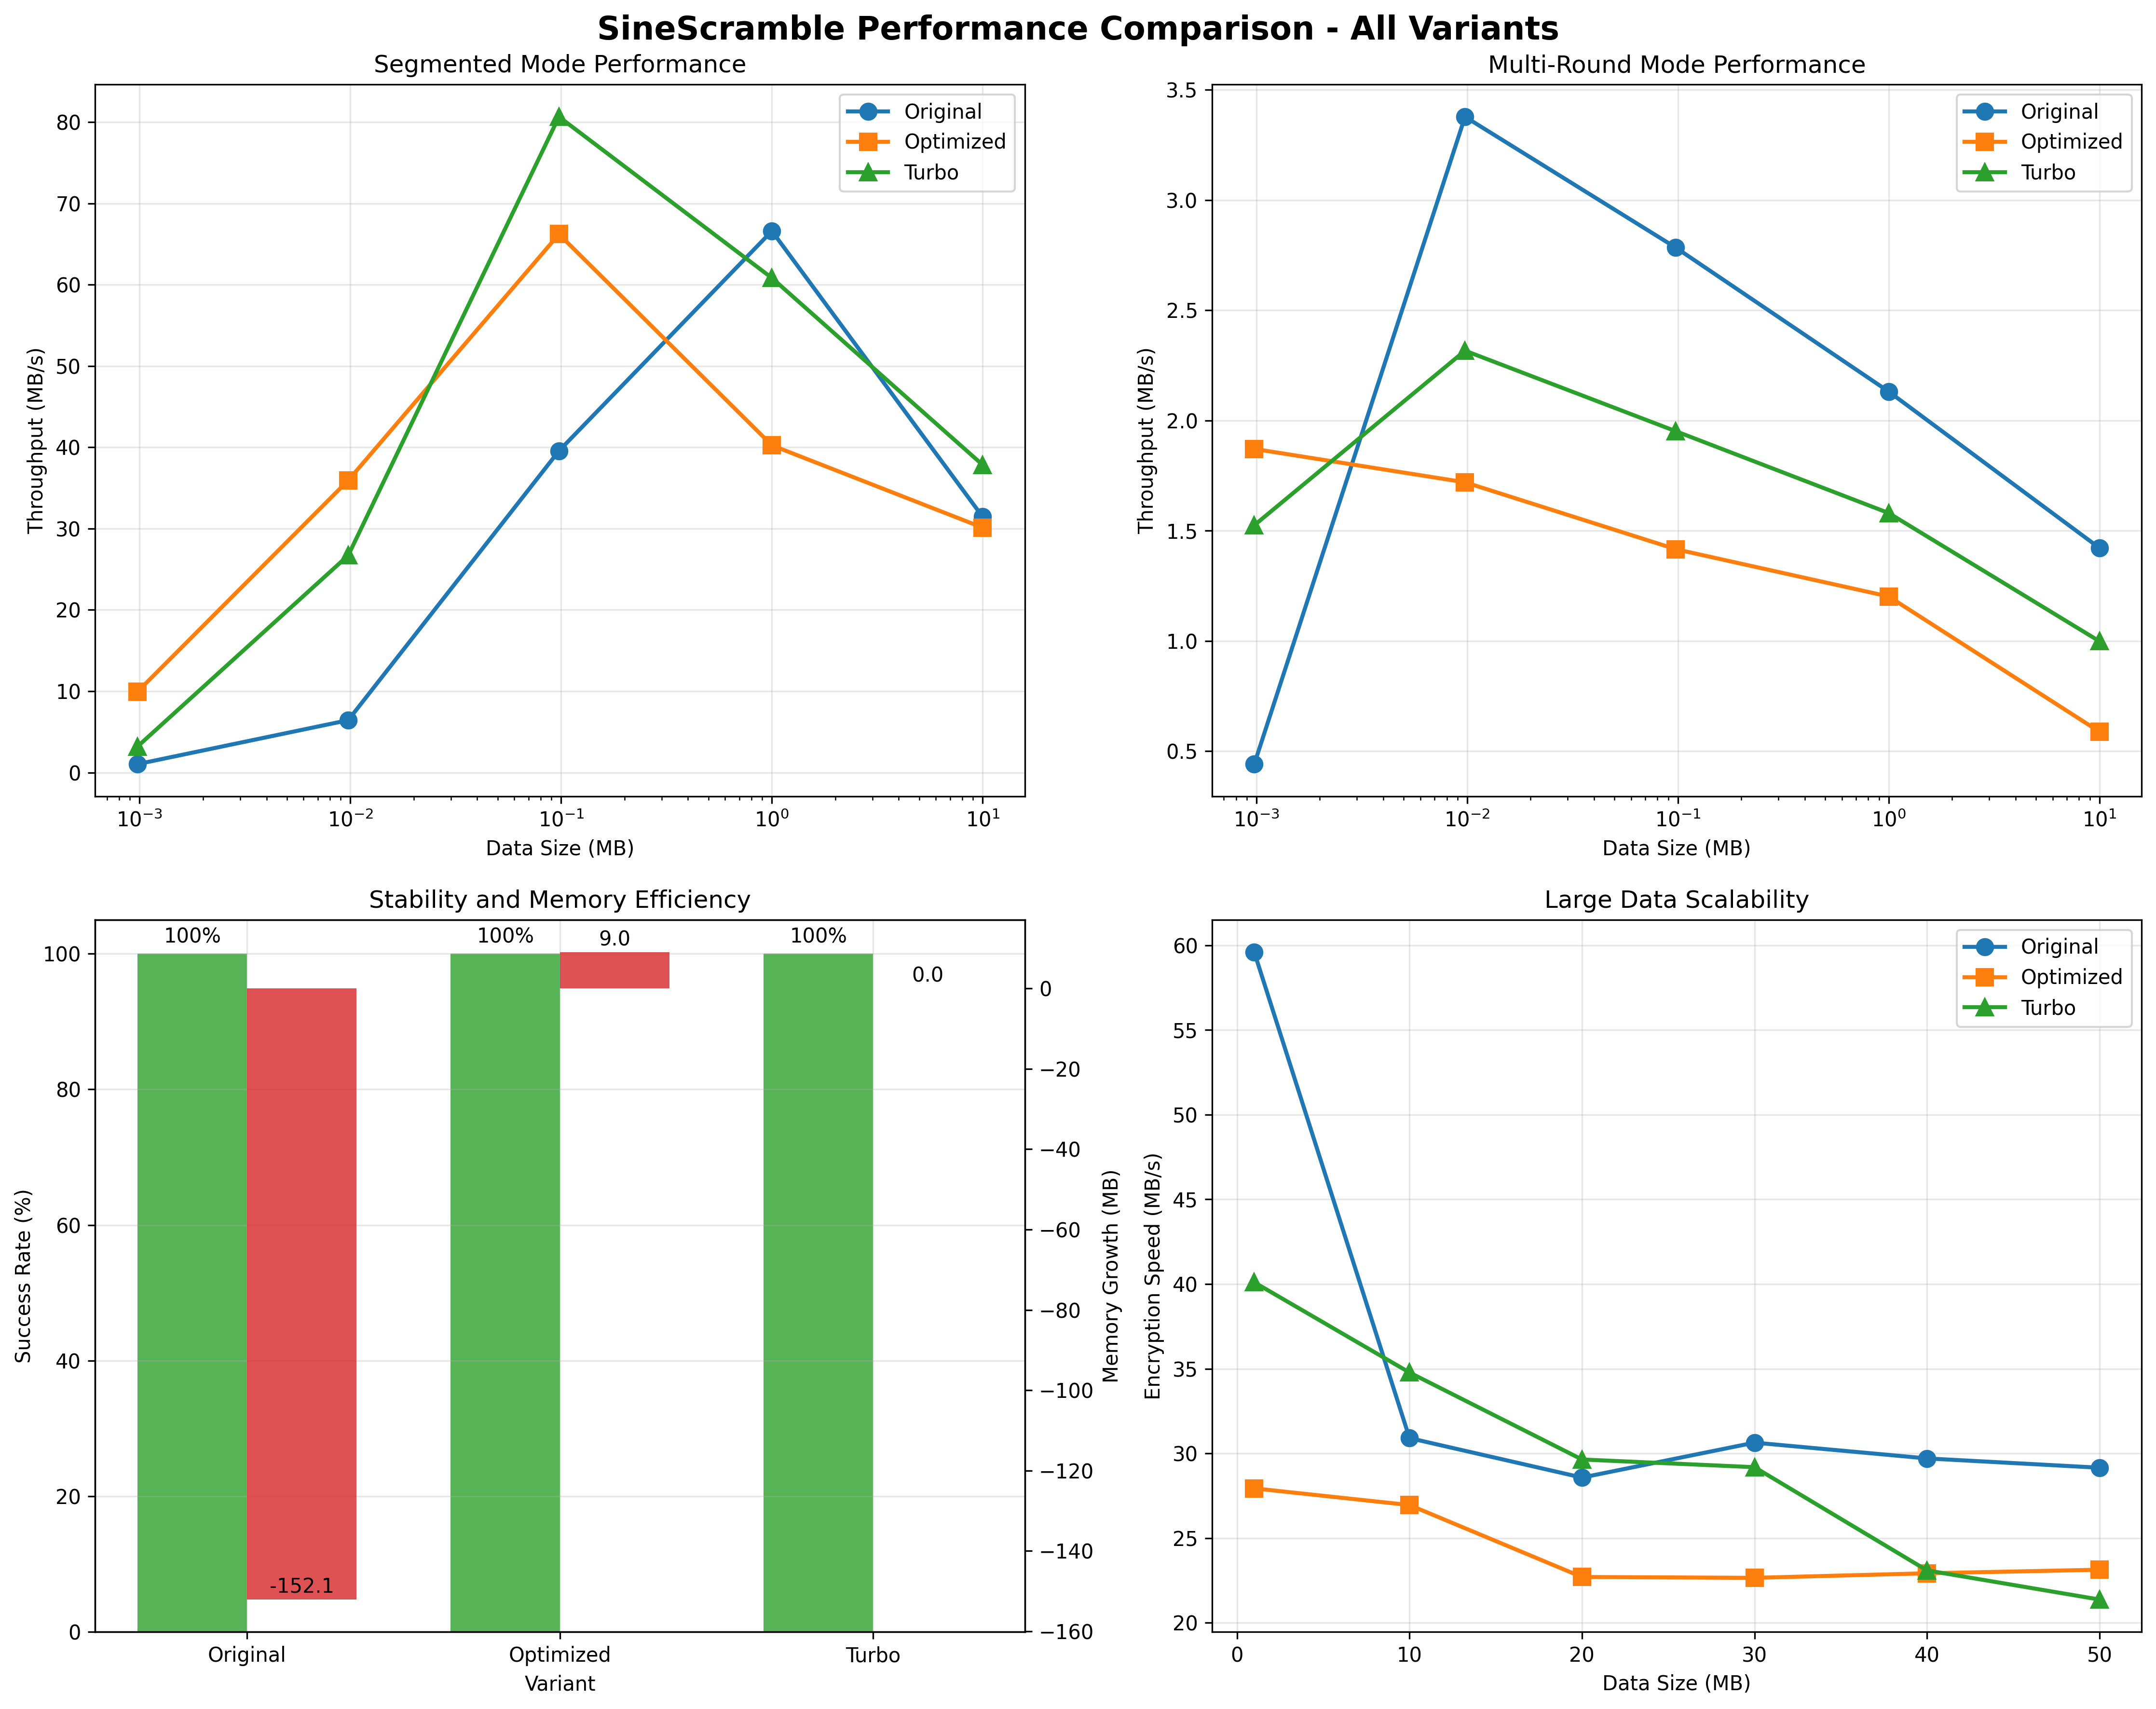 SineScramble Performance Comparison - All Variants
Segmented Mode Performance
Original
Optimized
Turbo
80
70
60
50
40
30
20
10
0
Throughput (MB/s)
10⁻³ 10⁻² 10⁻¹ 10⁰ 10¹
Data Size (MB)
Multi-Round Mode Performance
Original
Optimized
Turbo
3.5
3.0
2.5
2.0
1.5
1.0
0.5
Throughput (MB/s)
10⁻³ 10⁻² 10⁻¹ 10⁰ 10¹
Data Size (MB)
Stability and Memory Efficiency
100% 100% 9.0 100%
0.0
-152.1
100
80
60
40
20
0
Success Rate (%)
0
−20
−40
−60
−80
−100
−120
−140
−160
Memory Growth (MB)
Original Optimized Turbo
Variant
Large Data Scalability
Original
Optimized
Turbo
60
55
50
45
40
35
30
25
20
Encryption Speed (MB/s)
0 10 20 30 40 50
Data Size (MB)